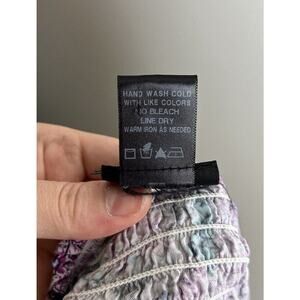 HAND WASH COLD
WITH LIKE COLORS
NO BLEACH
LINE DRY
WARM IRON AS NEEDED